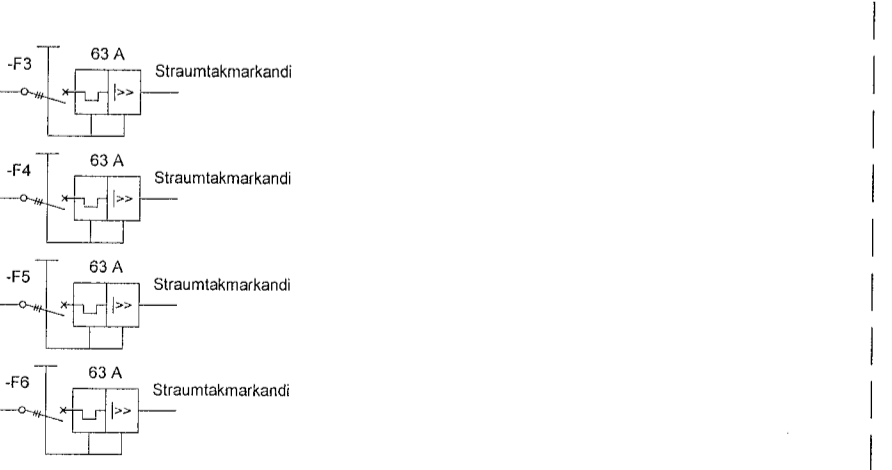 63 A
-F3
Straumtakmarkandi
|>>
63 A
-F4
Straumtakmarkandi
|>>
63 A
-F5
Straumtakmarkandi
|>>
63 A
-F6
Straumtakmarkandi
|>>